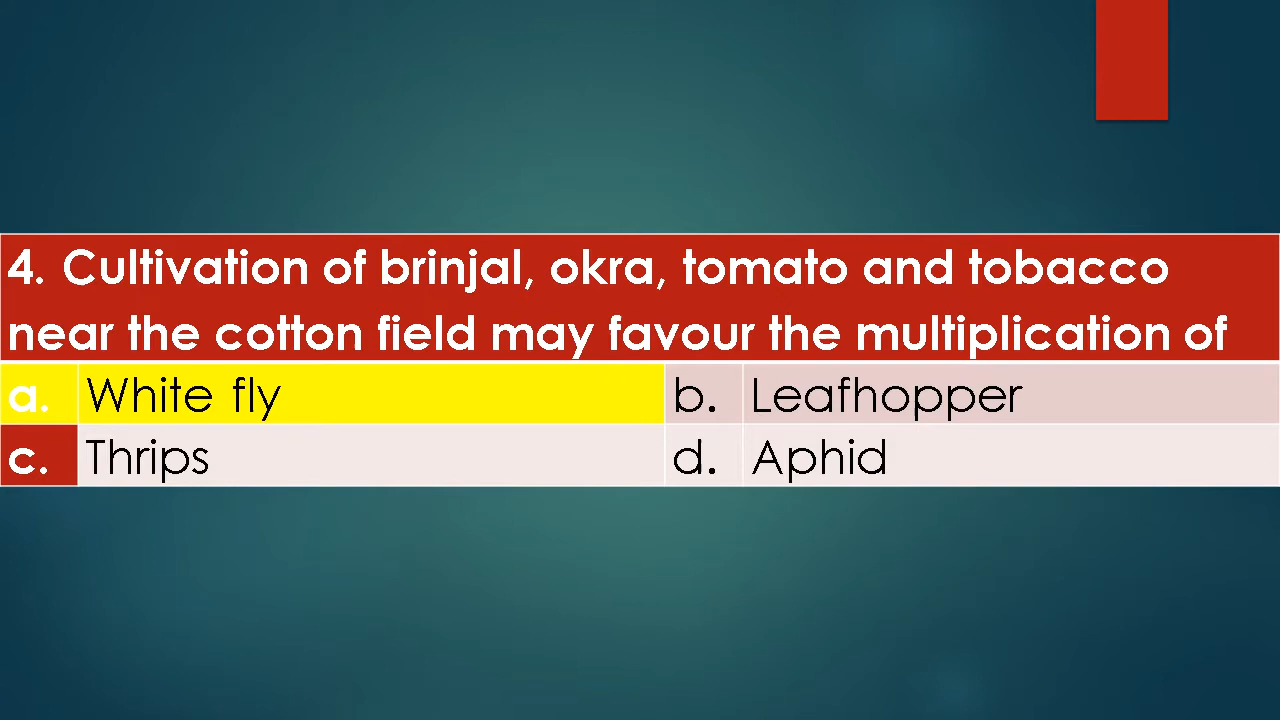 4. Cultivation of brinjal, okra, tomato and tobacco
near the cotton field may favour the multiplication of
a. White fly b. Leafhopper
c. Thrips d. Aphid